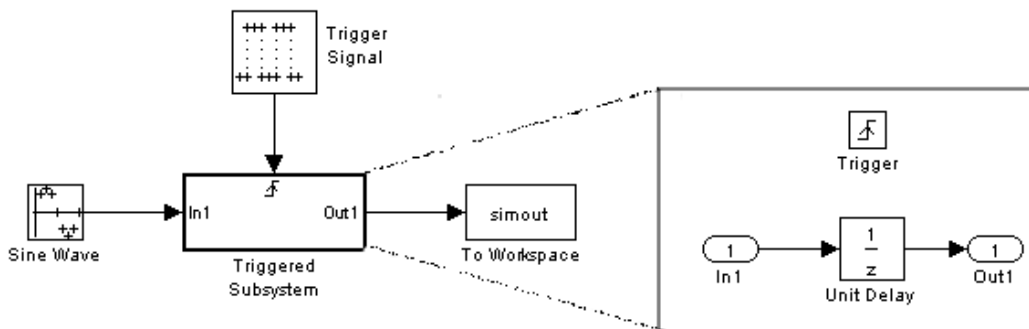 Trigger
Signal
Trigger
In1
Out1
simout
Sine Wave
Triggered
Subsystem
To Workspace
1
1
z
1
In1
Unit Delay
Out1